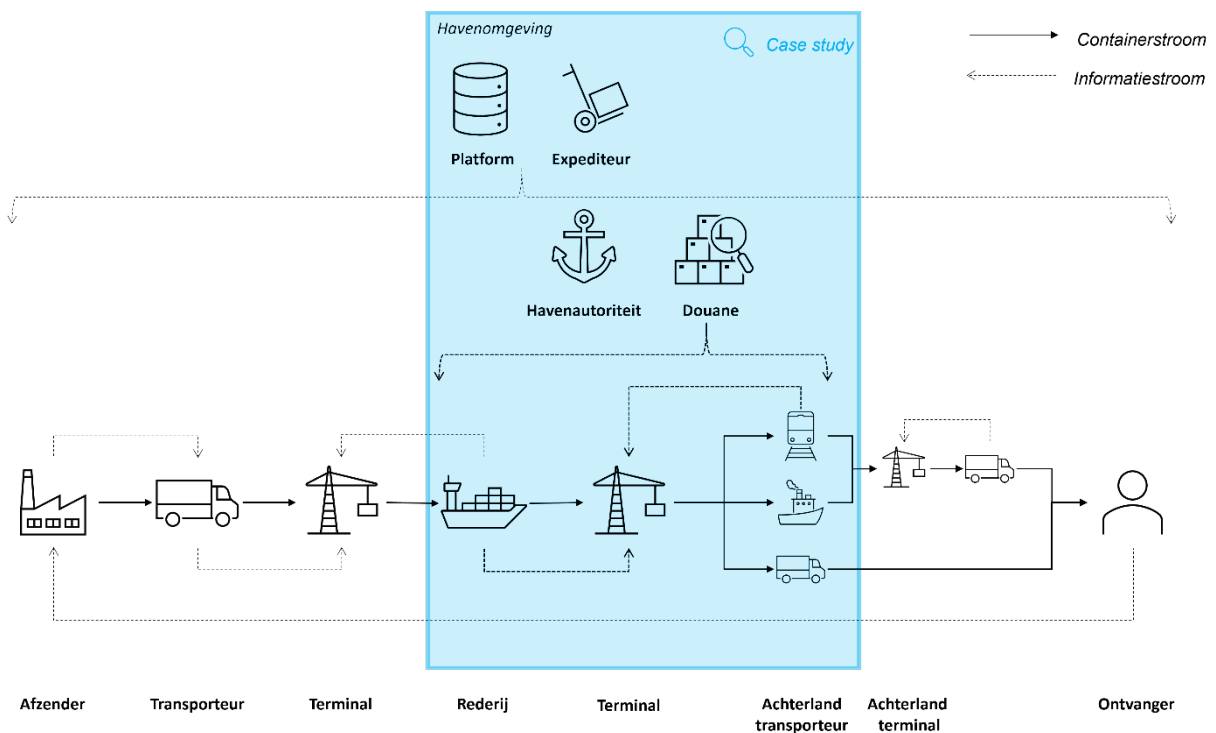 Havenomgeving
Case study
Containerstroom
Informatiestroom
Platform
Expediteur
Havenautoriteit
Douane
Afzender
Transporteur
Terminal
Rederij
Terminal
Achterland
transporteur
Achterland
terminal
Ontvanger